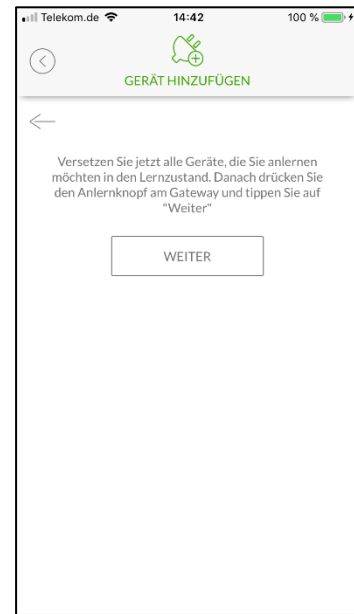 Telekom.de 14:42 100 %
GERÄT HINZUFÜGEN
Versetzen Sie jetzt alle Geräte, die Sie anlernen
möchten in den Lernzustand. Danach drücken Sie
den Anlernknopf am Gateway und tippen Sie auf
"Weiter"
WEITER